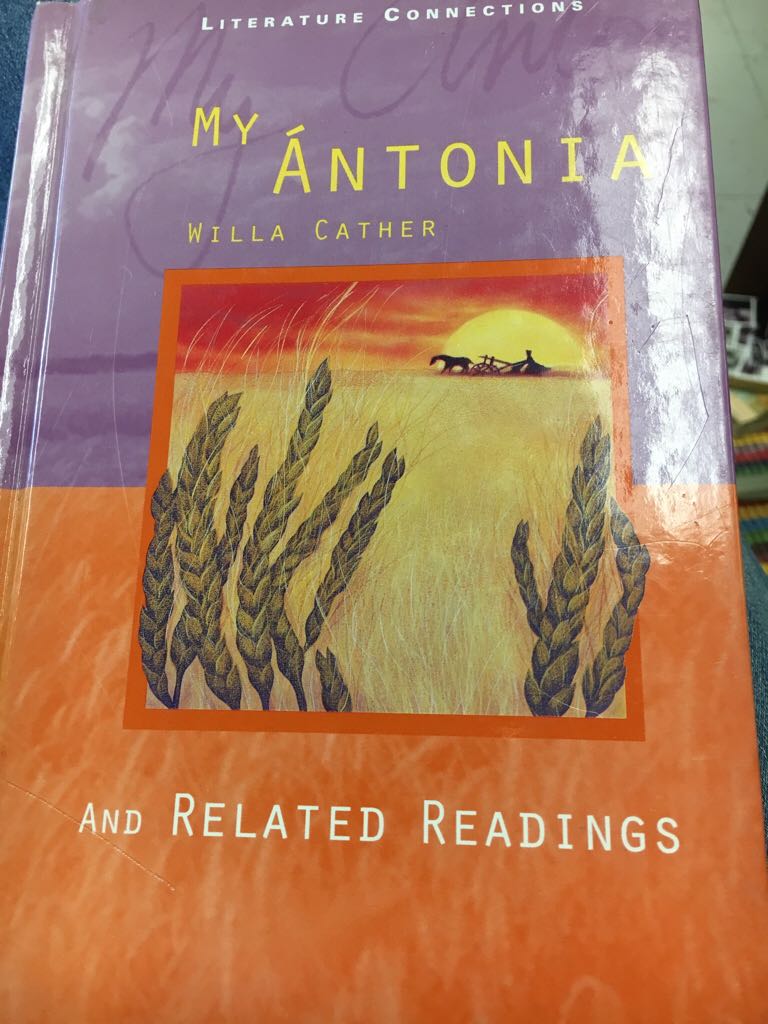 LITERATURE CONNECTIONS
MY
ÁNTONIA
WILLA CATHER
AND RELATED READINGS